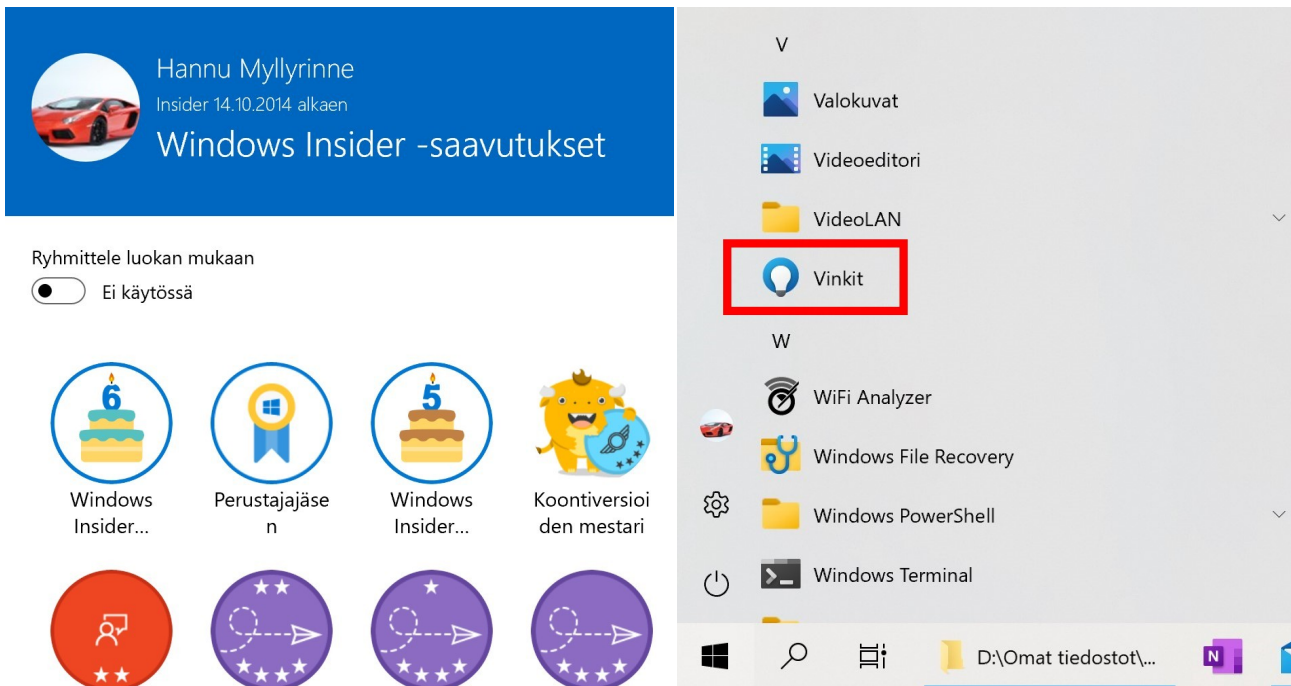 Hannu Myllyrinne
Insider 14.10.2014 alkaen
Windows Insider -saavutukset
Ryhmittele luokan mukaan
Ei käytössä
6
5
Windows
Insider...
Perustajajäse
n
Windows
Insider...
Koontiversioi
den mestari
V
Valokuvat
Videoeditori
VideoLAN
Vinkit
W
WiFi Analyzer
Windows File Recovery
Windows PowerShell
Windows Terminal
D:\Omat tiedostot\...
N